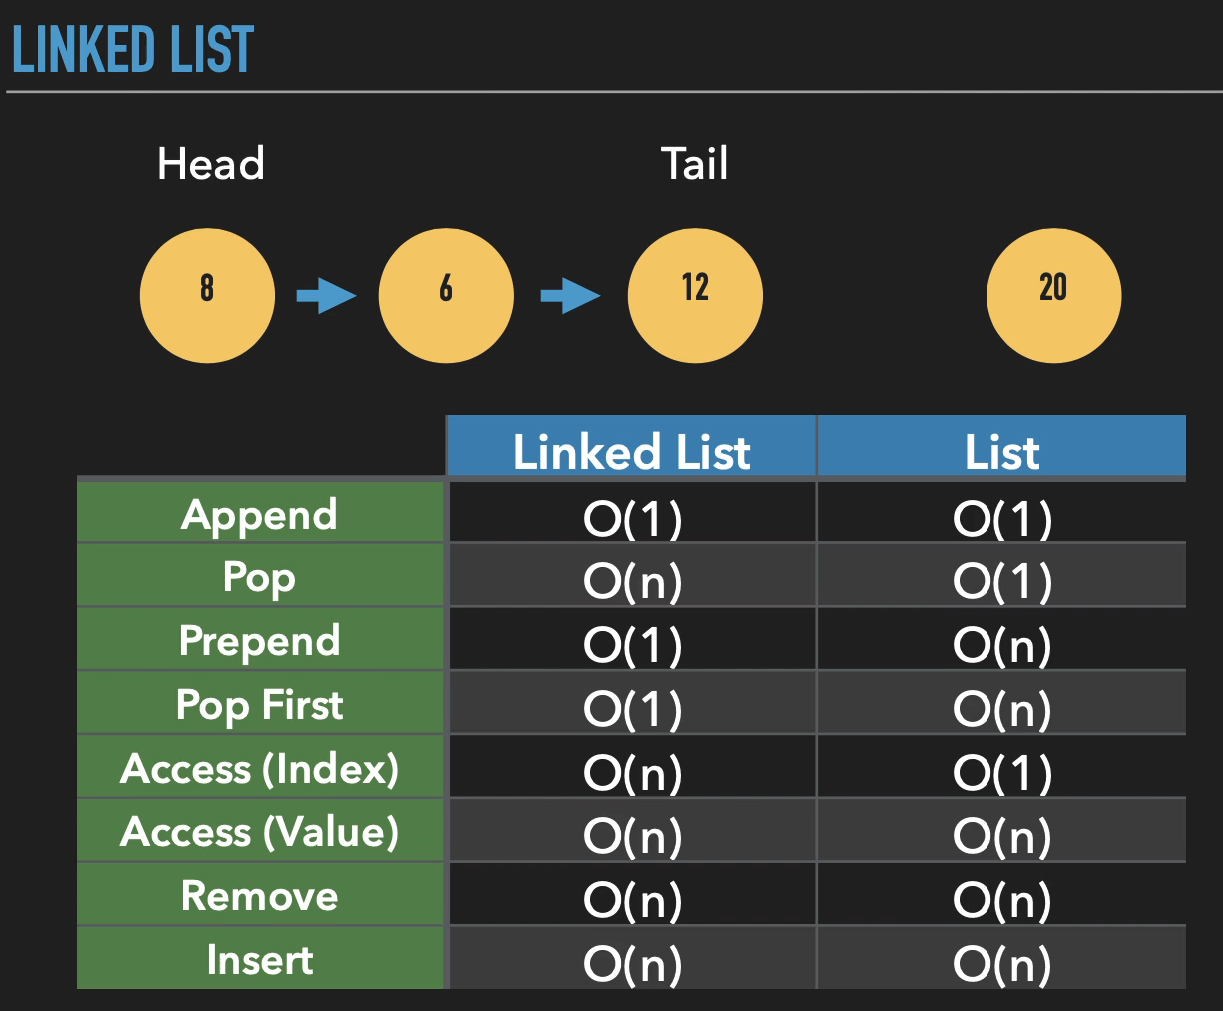 LINKED LIST
Head Tail
8 6 12 20
Linked List List
Append O(1) O(1)
Pop O(n) O(1)
Prepend O(1) O(n)
Pop First O(1) O(n)
Access (Index) O(n) O(1)
Access (Value) O(n) O(n)
Remove O(n) O(n)
Insert O(n) O(n)